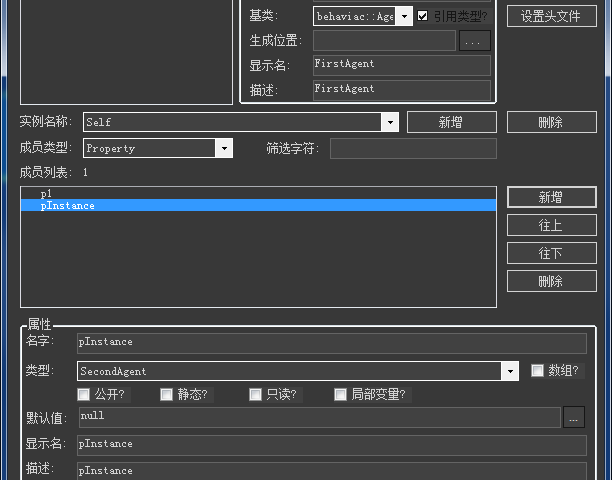 基类: behaviac::Age 引用类型? 设置头文件
生成位置: ...
显示名: FirstAgent
描述: FirstAgent
实例名称: Self 新增 删除
成员类型: Property 筛选字符:
成员列表: 1
p1 新增
pInstance
往上
往下
删除
属性
名字: pInstance
类型: SecondAgent 数组?
公开? 静态? 只读? 局部变量?
默认值: null ...
显示名: pInstance
描述: pInstance